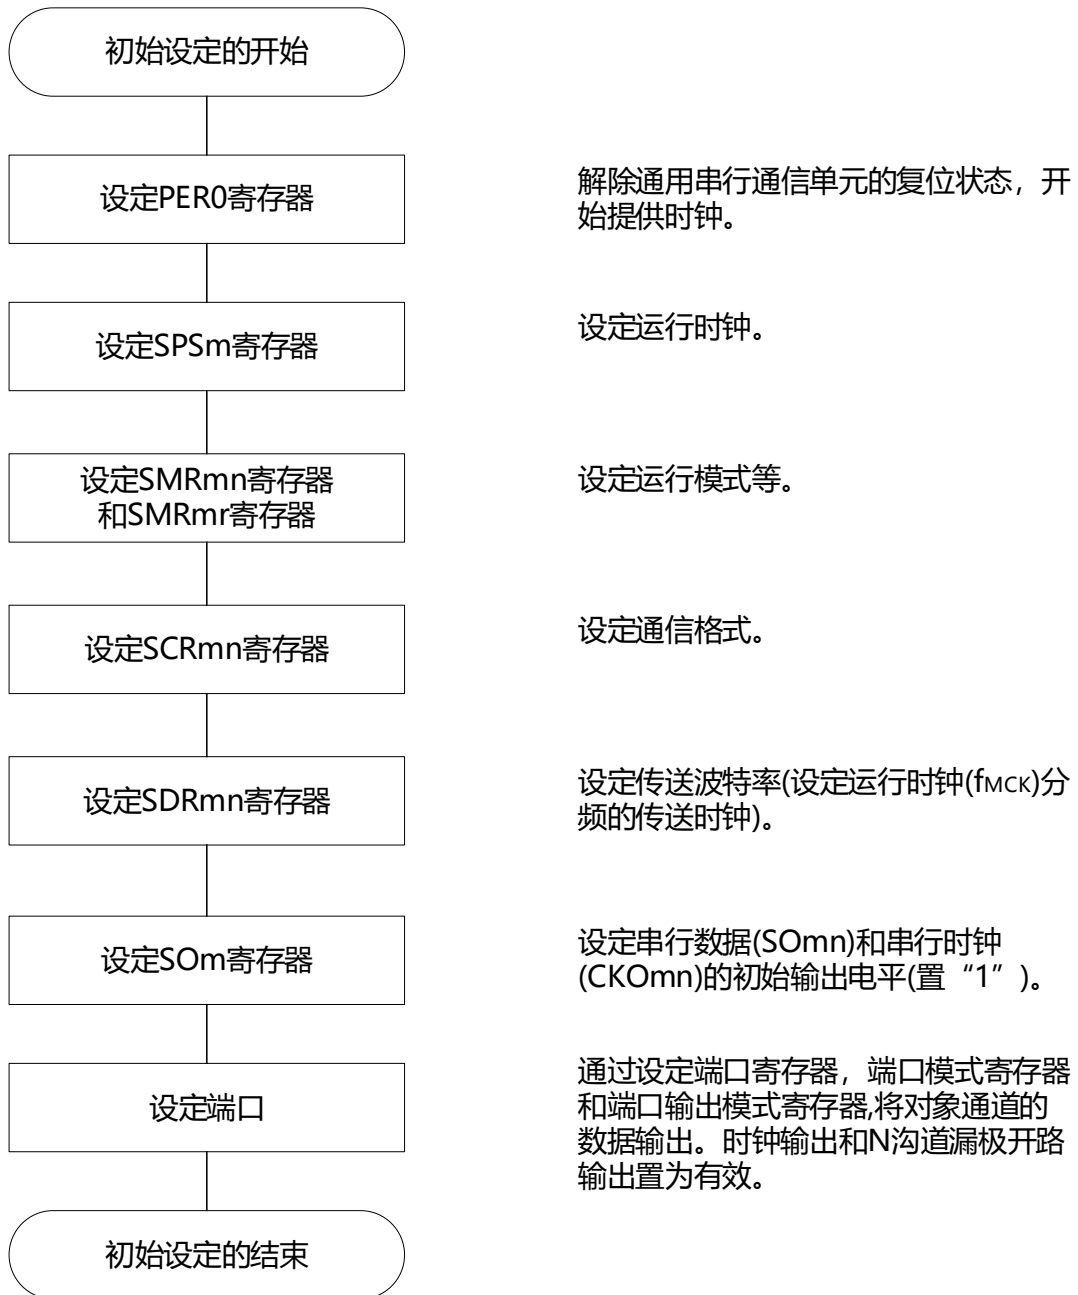 初始设定的开始
设定PER0寄存器
解除通用串行通信单元的复位状态，开
始提供时钟。
设定SPSm寄存器
设定运行时钟。
设定SMRmn寄存器
和SMRmr寄存器
设定运行模式等。
设定SCRmn寄存器
设定通信格式。
设定SDRmn寄存器
设定传送波特率(设定运行时钟(fMCK)分
频的传送时钟)。
设定SOm寄存器
设定串行数据(SOmn)和串行时钟
(CKOmn)的初始输出电平(置“1”)。
设定端口
通过设定端口寄存器，端口模式寄存器
和端口输出模式寄存器,将对象通道的
数据输出。时钟输出和N沟道漏极开路
输出置为有效。
初始设定的结束